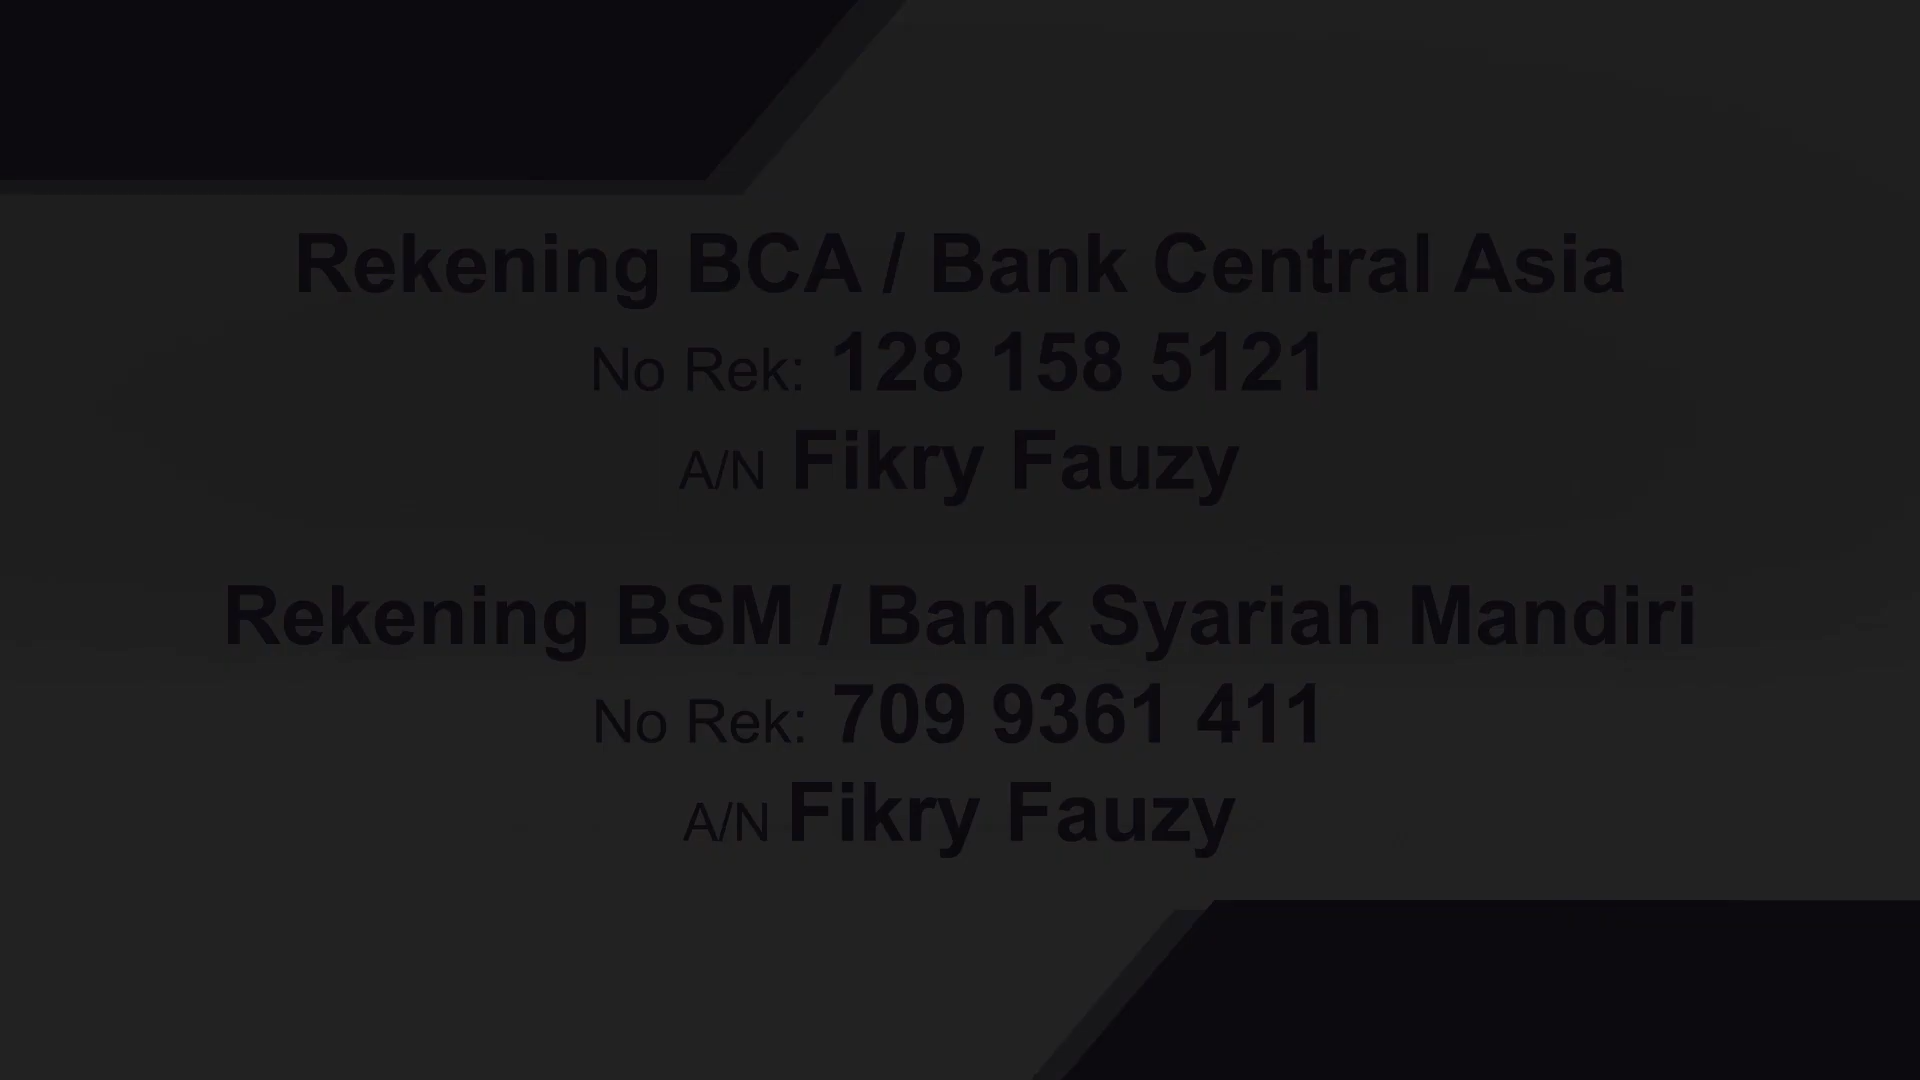 Rekening BCA / Bank Central Asia
No Rek: 128 158 5121
A/N Fikry Fauzy
Rekening BSM / Bank Syariah Mandiri
No Rek: 709 9361 411
A/N Fikry Fauzy